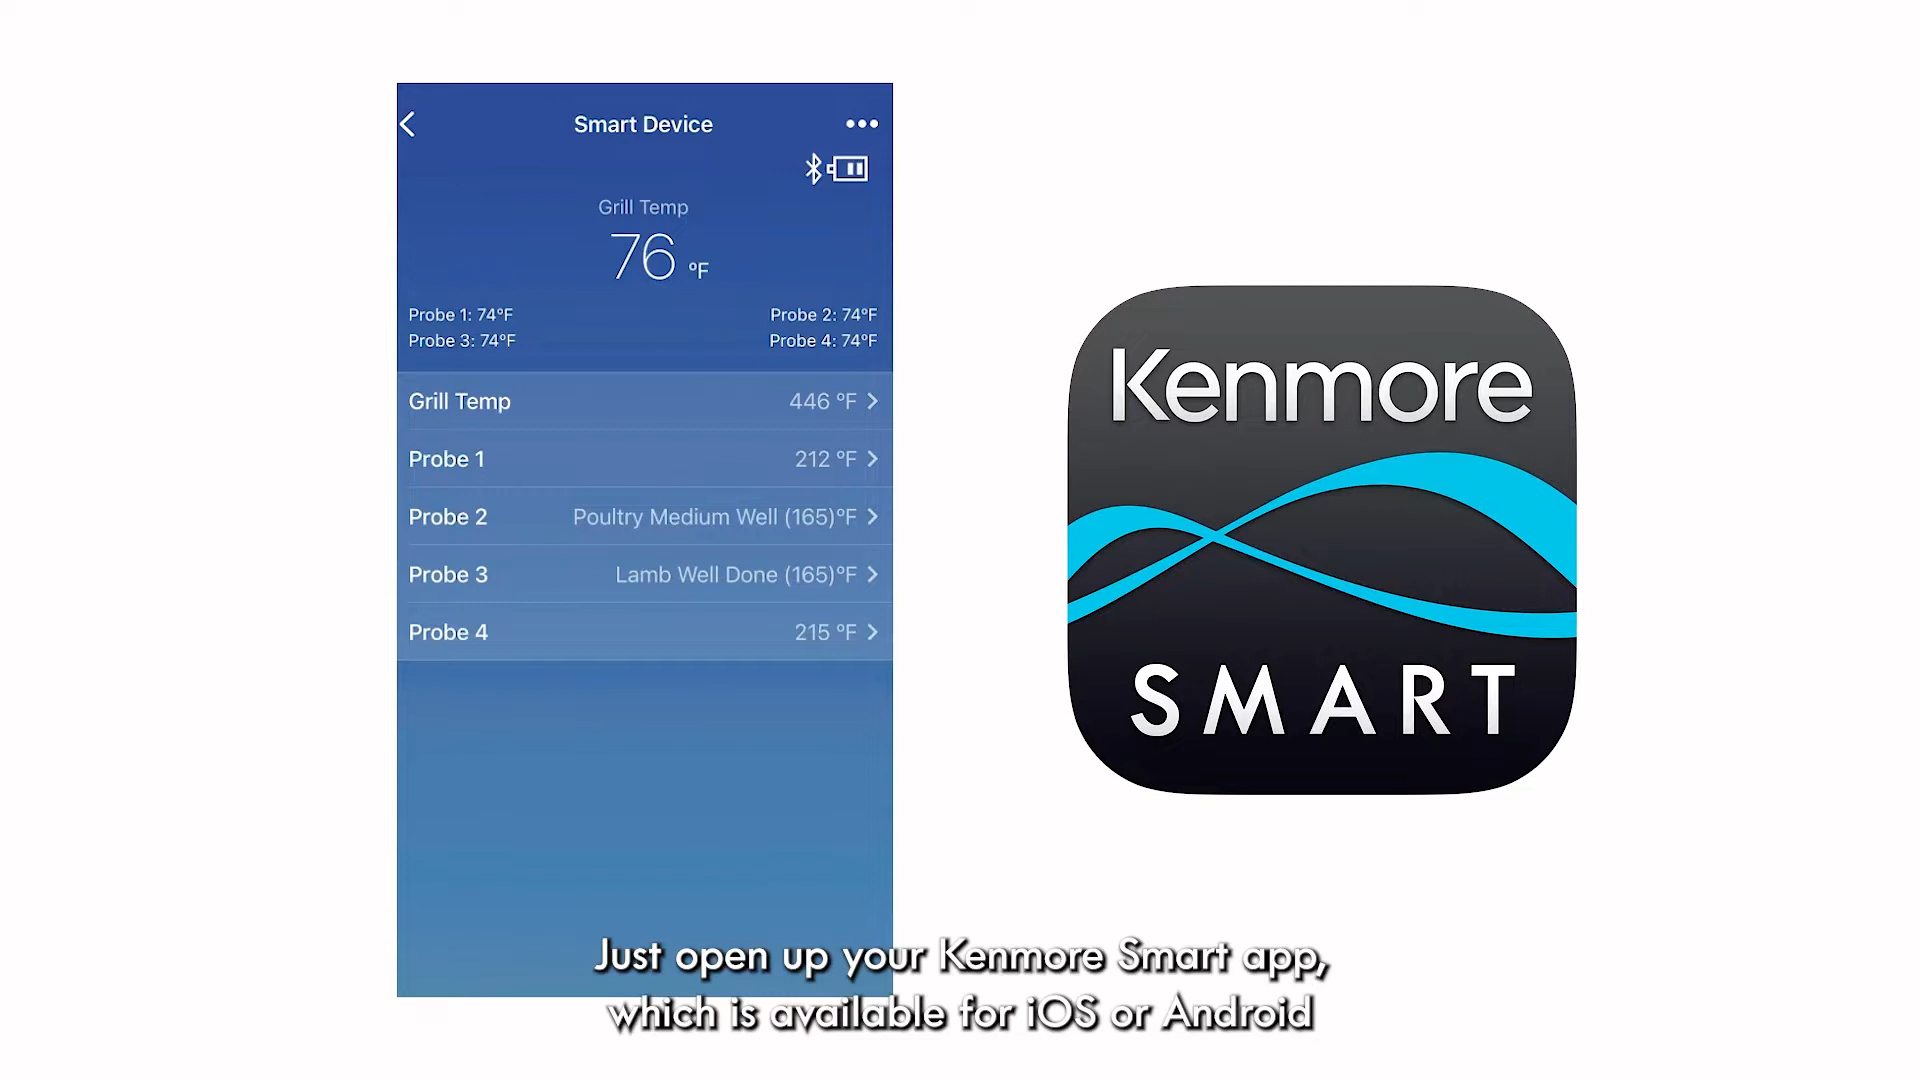 Smart Device
Grill Temp
76 °F
Probe 1: 74°F Probe 2: 74°F
Probe 3: 74°F Probe 4: 74°F
Grill Temp 446 °F
Probe 1 212 °F
Probe 2 Poultry Medium Well (165)°F
Probe 3 Lamb Well Done (165)°F
Probe 4 215 °F
Kenmore
SMART
Just open up your Kenmore Smart app,
which is available for iOS or Android